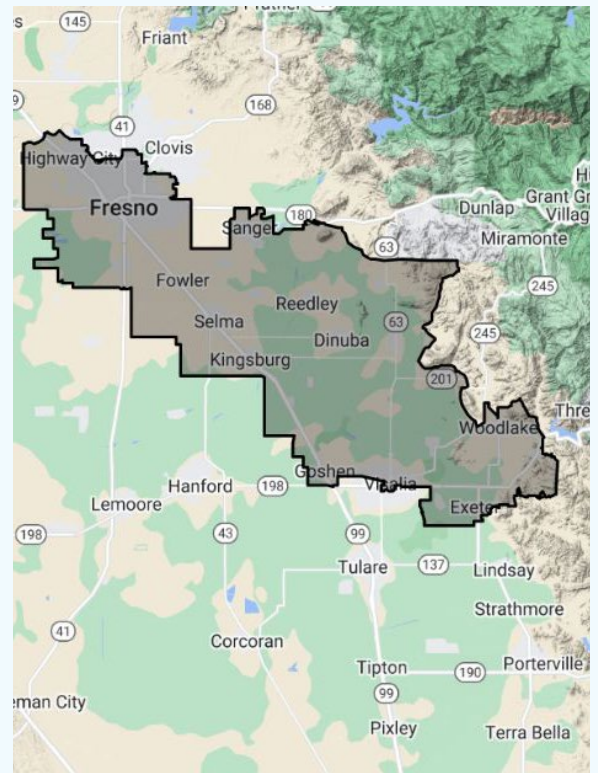 145
Friant
168
41
Clovis
Highway City
Fresno
180
Sanger
Dunlap
Grant Gr
Villag
Miramonte
63
245
Fowler
Reedley
Selma
63
Dinuba
245
Kingsburg
201
Thre
Woodlake
Goshen
Visalia
Hanford
198
Exeter
Lemoore
198
43
99
137
Tulare
Lindsay
Strathmore
41
Corcoran
Tipton
190
Porterville
eman City
99
Pixley
Terra Bella